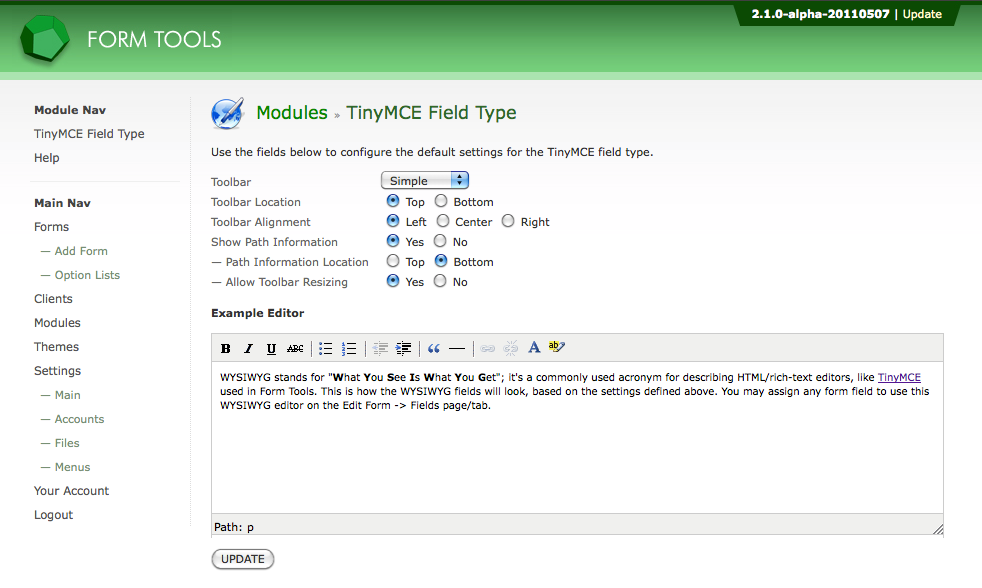 2.1.0-alpha-20110507 | Update
FORM TOOLS
Module Nav
TinyMCE Field Type
Help
Main Nav
Forms
— Add Form
— Option Lists
Clients
Modules
Themes
Settings
— Main
— Accounts
— Files
— Menus
Your Account
Logout
Modules » TinyMCE Field Type
Use the fields below to configure the default settings for the TinyMCE field type.
Toolbar Simple
Toolbar Location Top Bottom
Toolbar Alignment Left Center Right
Show Path Information Yes No
— Path Information Location Top Bottom
— Allow Toolbar Resizing Yes No
Example Editor
B I U ABC A ab
WYSIWYG stands for "What You See Is What You Get"; it's a commonly used acronym for describing HTML/rich-text editors, like TinyMCE
used in Form Tools. This is how the WYSIWYG fields will look, based on the settings defined above. You may assign any form field to use this
WYSIWYG editor on the Edit Form -> Fields page/tab.
Path: p
UPDATE